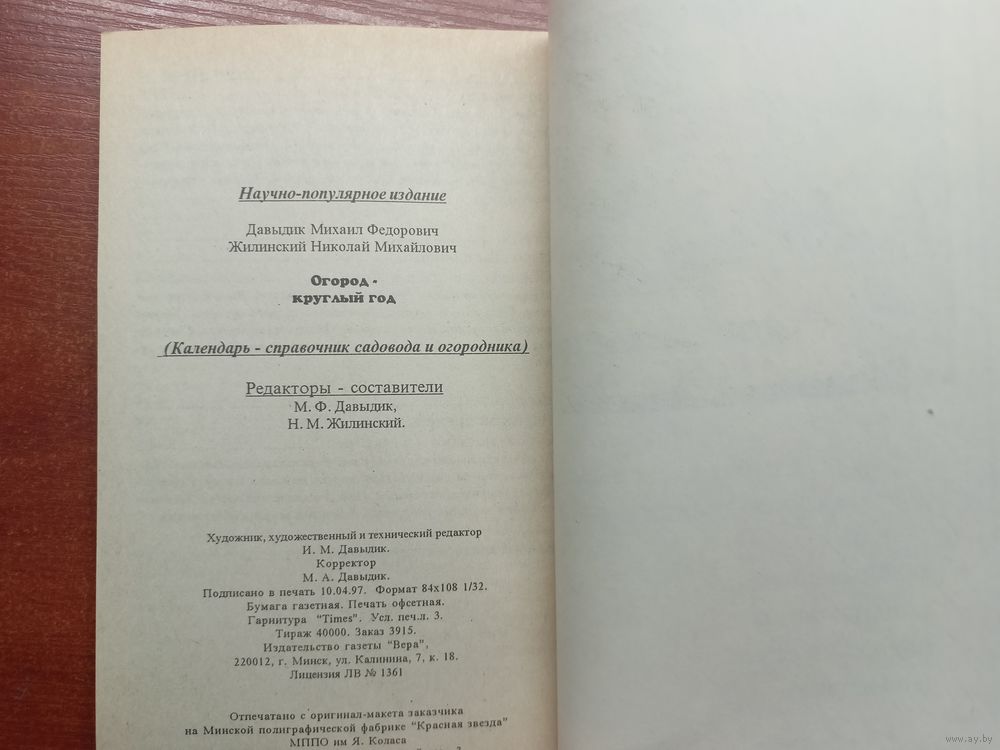 Научно-популярное издание
Давыдик Михаил Федорович
Жилинский Николай Михайлович
Огород -
круглый год
(Календарь - справочник садовода и огородника)
Редакторы - составители
М. Ф. Давыдик,
Н. М. Жилинский.
Художник, художественный и технический редактор
И. М. Давыдик.
Корректор
М. А. Давыдик.
Подписано в печать 10.04.97. Формат 84х108 1/32.
Бумага газетная. Печать офсетная.
Гарнитура "Times". Усл. печ.л. 3.
Тираж 40000. Заказ 3915.
Издательство газеты "Вера",
220012, г. Минск, ул. Калинина, 7, к. 18.
Лицензия ЛВ № 1361
Отпечатано с оригинал-макета заказчика
на Минской полиграфической фабрике "Красная звезда"
МППО им Я. Коласа
www.ay.by